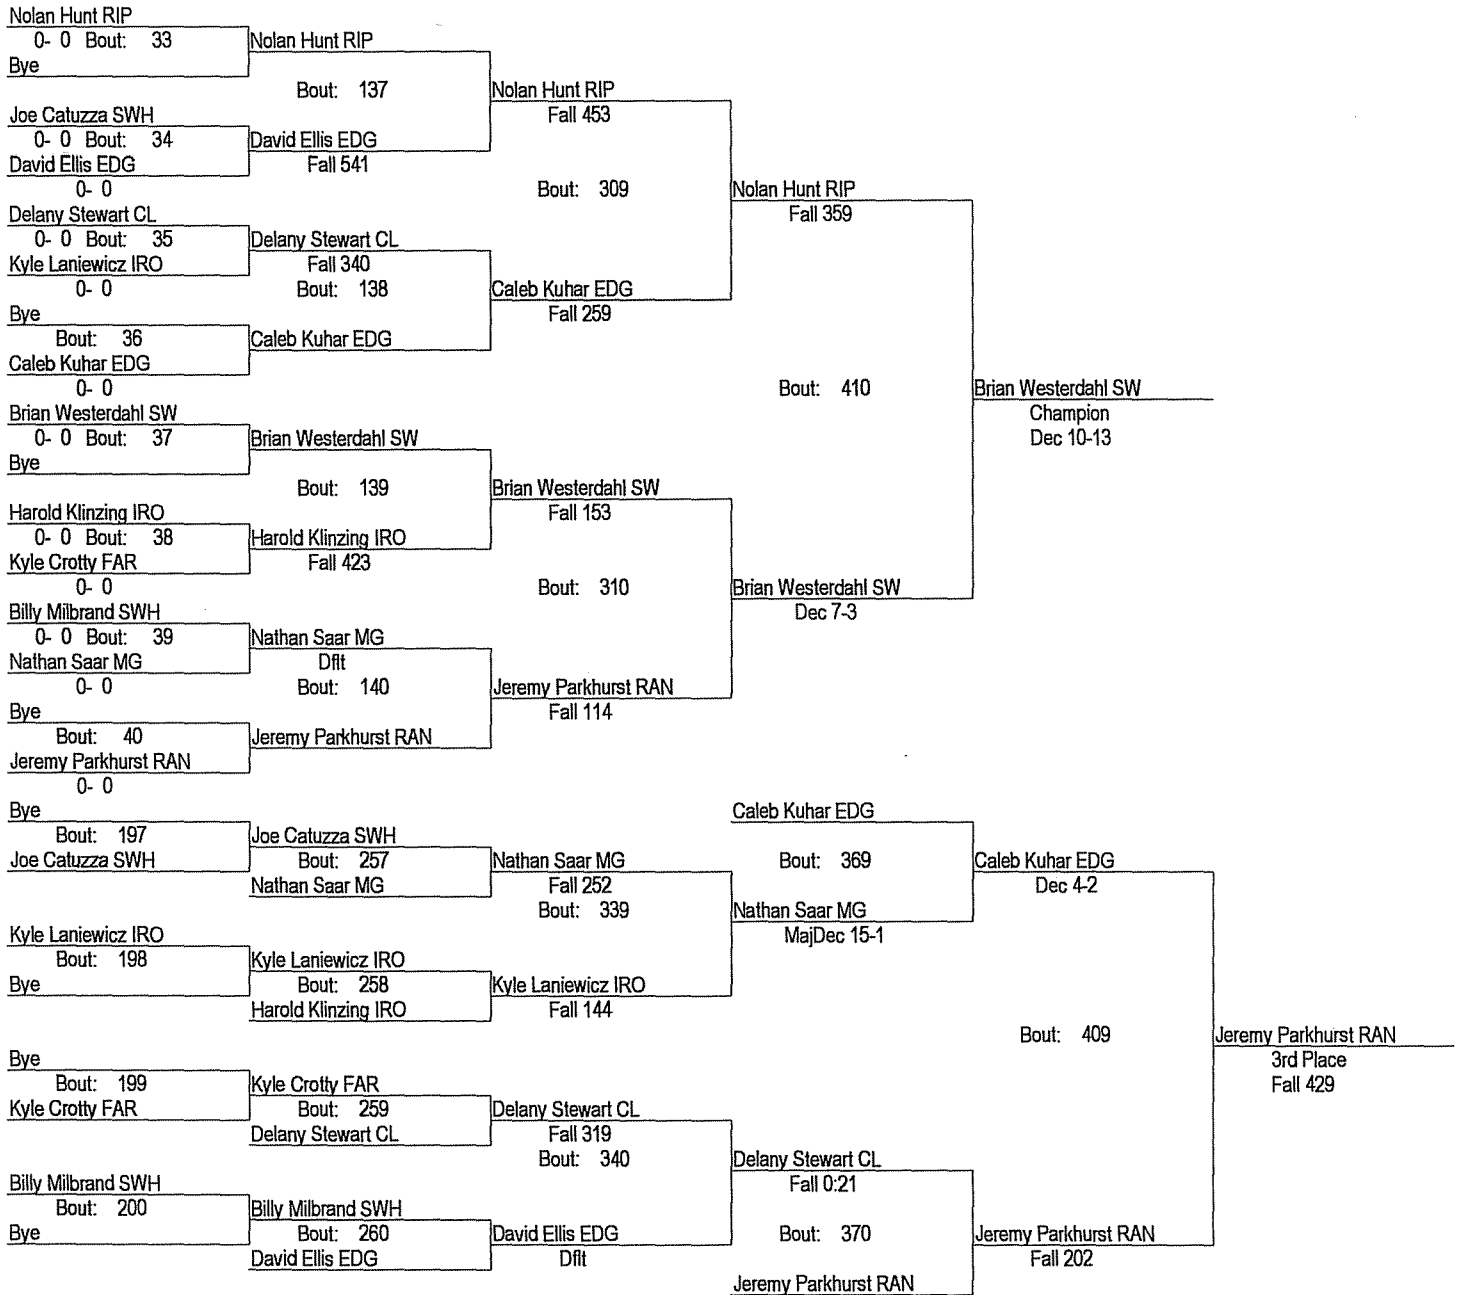 Nolan Hunt RIP
0- 0 Bout: 33
Bye
Nolan Hunt RIP
Bout: 137
Joe Catuzza SWH
0- 0 Bout: 34
David Ellis EDG
0- 0
David Ellis EDG
Fall 541
Nolan Hunt RIP
Fall 453
Bout: 309
Delany Stewart CL
0- 0 Bout: 35
Kyle Laniewicz IRO
0- 0
Delany Stewart CL
Fall 340
Bout: 138
Bye
Bout: 36
Caleb Kuhar EDG
0- 0
Caleb Kuhar EDG
Caleb Kuhar EDG
Fall 259
Nolan Hunt RIP
Fall 359
Bout: 410
Brian Westerdahl SW
Champion
Dec 10-13
Brian Westerdahl SW
0- 0 Bout: 37
Bye
Brian Westerdahl SW
Bout: 139
Harold Klinzing IRO
0- 0 Bout: 38
Kyle Crotty FAR
0- 0
Harold Klinzing IRO
Fall 423
Brian Westerdahl SW
Fall 153
Bout: 310
Brian Westerdahl SW
Dec 7-3
Billy Milbrand SWH
0- 0 Bout: 39
Nathan Saar MG
0- 0
Nathan Saar MG
Dflt
Bout: 140
Bye
Bout: 40
Jeremy Parkhurst RAN
0- 0
Jeremy Parkhurst RAN
Jeremy Parkhurst RAN
Fall 114
Bye
Bout: 197
Joe Catuzza SWH
Joe Catuzza SWH
Bout: 257
Nathan Saar MG
Nathan Saar MG
Fall 252
Bout: 339
Kyle Laniewicz IRO
Bout: 198
Bye
Kyle Laniewicz IRO
Bout: 258
Harold Klinzing IRO
Kyle Laniewicz IRO
Fall 144
Caleb Kuhar EDG
Bout: 369
Nathan Saar MG
MajDec 15-1
Caleb Kuhar EDG
Dec 4-2
Bout: 409
Jeremy Parkhurst RAN
3rd Place
Fall 429
Bye
Bout: 199
Kyle Crotty FAR
Kyle Crotty FAR
Bout: 259
Delany Stewart CL
Delany Stewart CL
Fall 319
Bout: 340
Billy Milbrand SWH
Bout: 200
Bye
Billy Milbrand SWH
Bout: 260
David Ellis EDG
David Ellis EDG
Dflt
Delany Stewart CL
Fall 0:21
Bout: 370
Jeremy Parkhurst RAN
Jeremy Parkhurst RAN
Fall 202